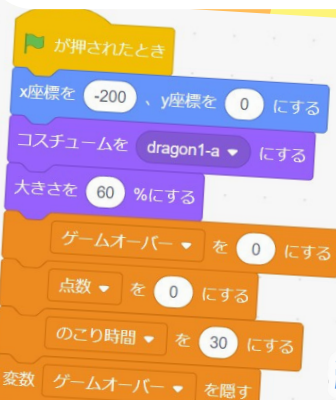 が押されたとき
x座標を -200 、y座標を 0 にする
コスチュームを dragon1-a にする
大きさを 60 %にする
ゲームオーバー を 0 にする
点数 を 0 にする
のこり時間 を 30 にする
変数 ゲームオーバー を隠す